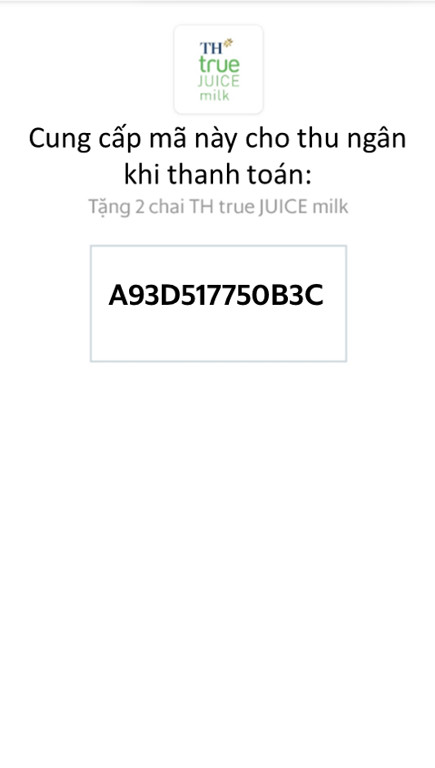 TH
true
JUICE
milk
Cung cấp mã này cho thu ngân
khi thanh toán:
Tặng 2 chai TH true JUICE milk
A93D517750B3C